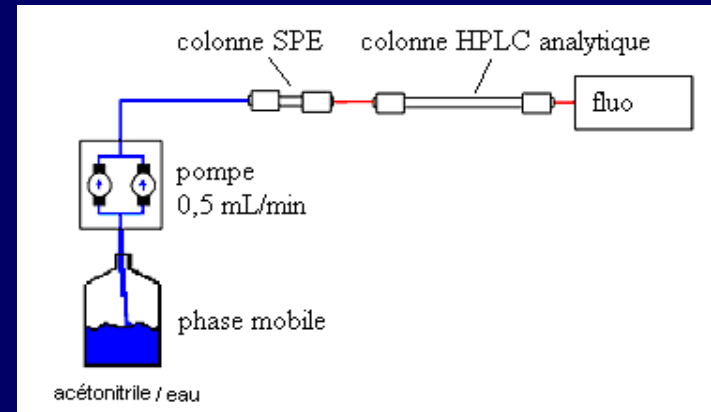 colonne SPE
colonne HPLC analytique
fluo
pompe
0,5 mL/min
phase mobile
acétonitrile / eau